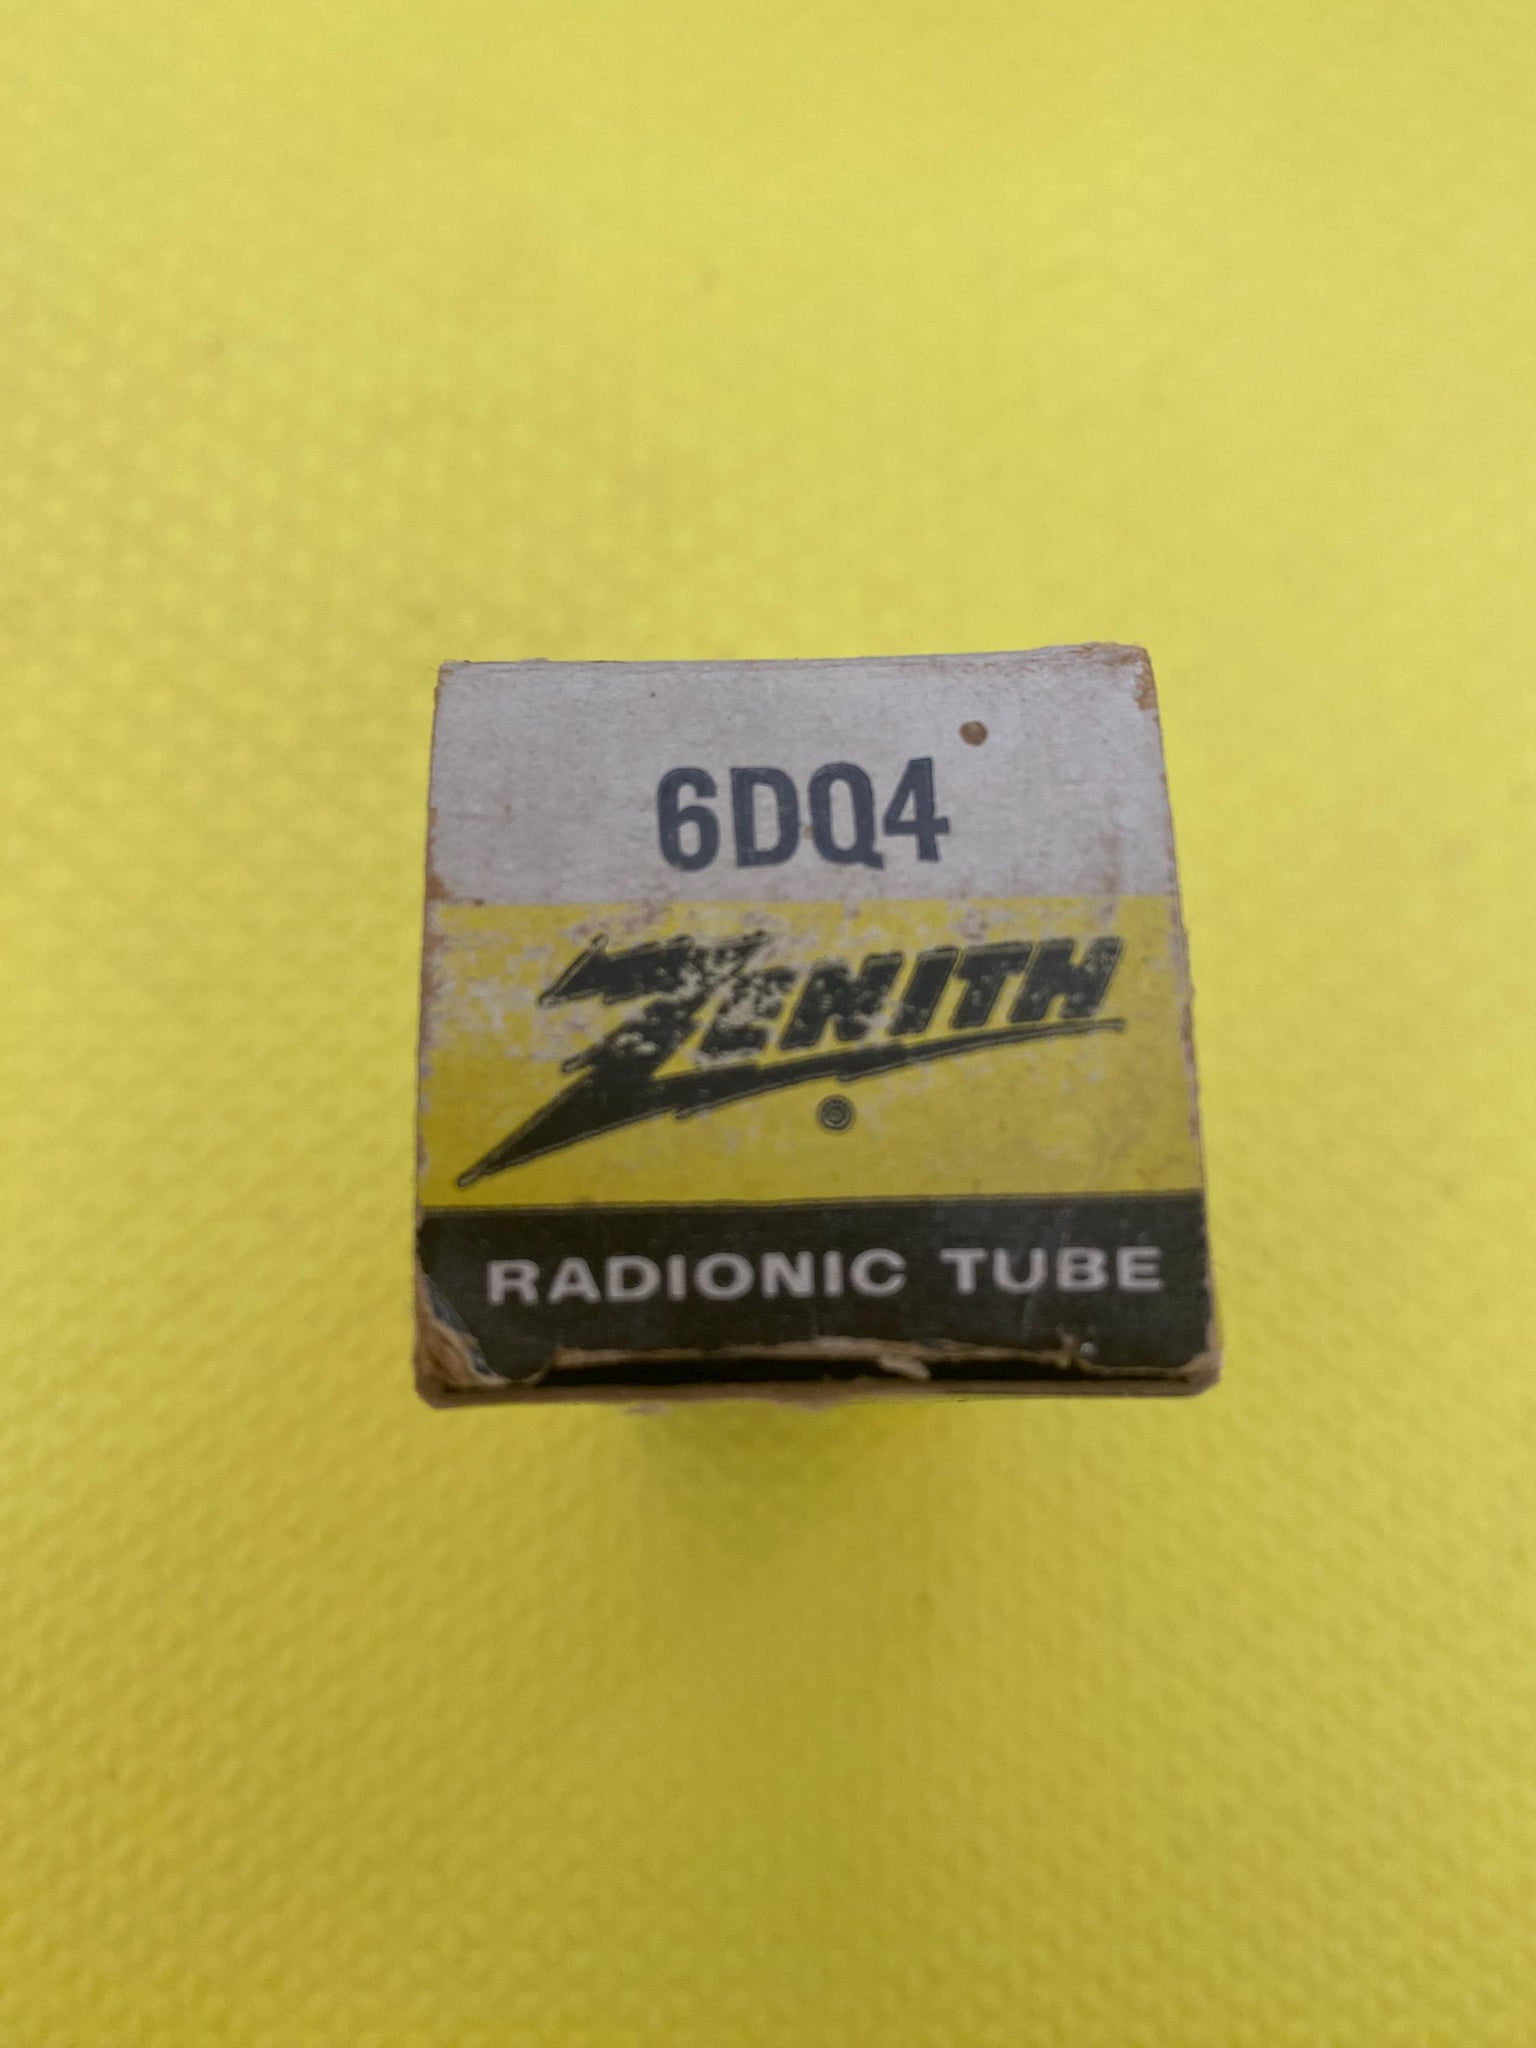 6DQ4
ZENITH
®
RADIONIC TUBE